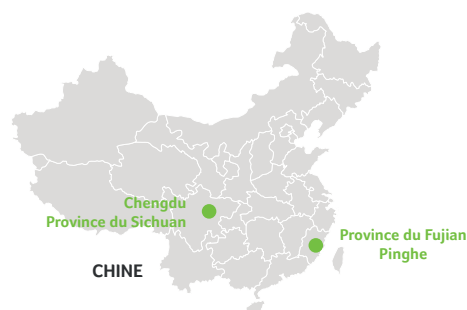 Chengdu
Province du Sichuan
Province du Fujian
Pinghe
CHINE